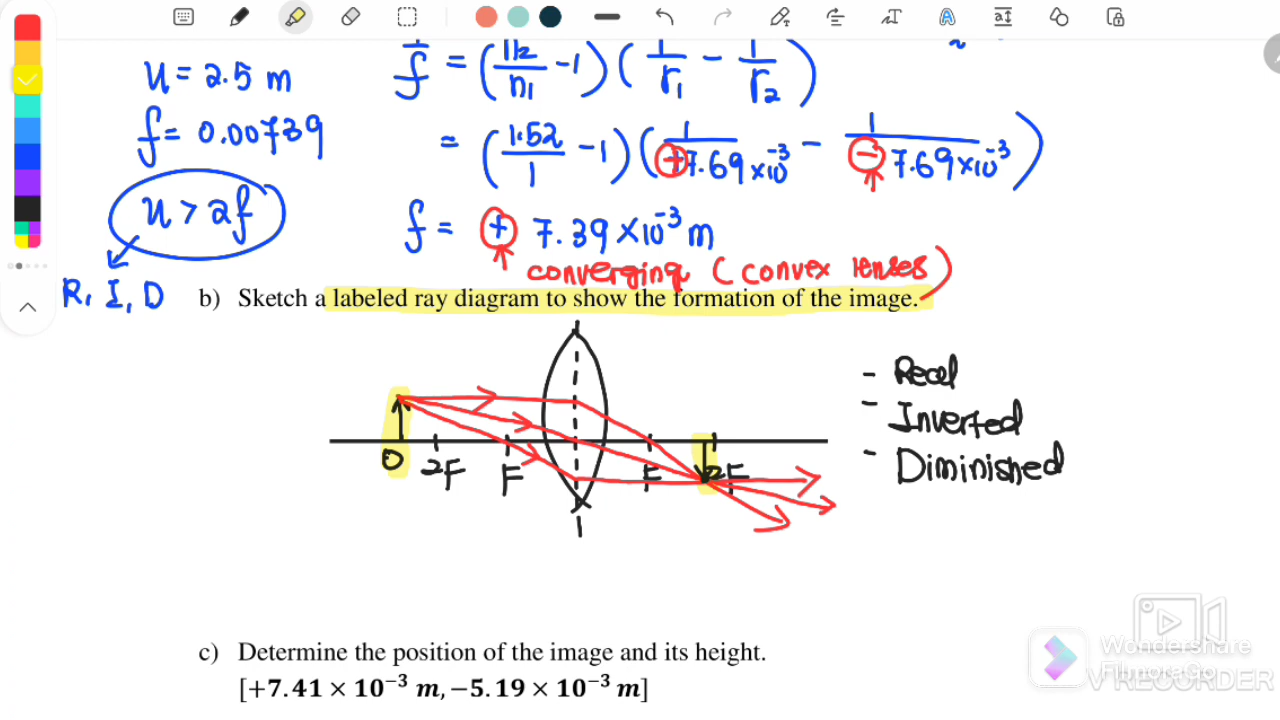 u = 2.5 m
f = 0.00739
u > 2f
R, I, D
1/f = (n2/n1 - 1)(1/r1 - 1/r2)
= (1.52/1 - 1)(1/+7.69×10^-3 - 1/-7.69×10^-3)
f = + 7.39×10^-3 m
converging (convex lenses)
b) Sketch a labeled ray diagram to show the formation of the image.
O 2F F F 2F
- Real
- Inverted
- Diminished
c) Determine the position of the image and its height.
[+7.41 × 10^-3 m, -5.19 × 10^-3 m]
Wondershare
FilmoraGo
V RECORDER